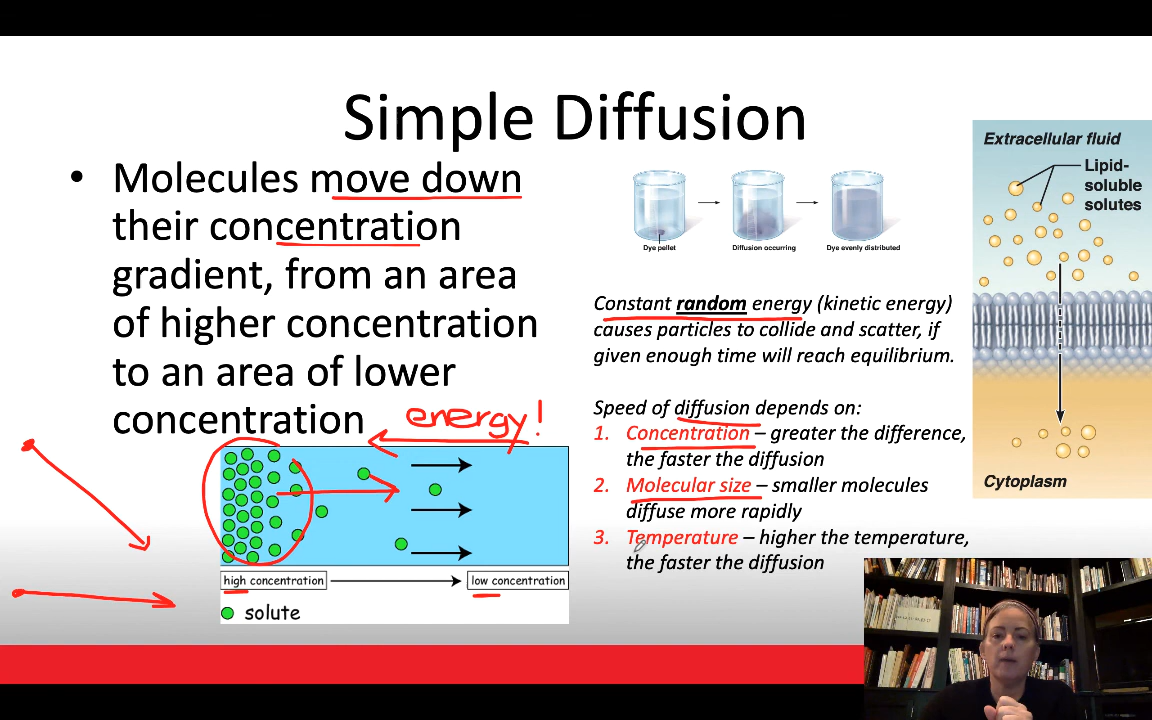 Simple Diffusion
• Molecules move down
their concentration
gradient, from an area
of higher concentration
to an area of lower
concentration
energy!
high concentration
low concentration
solute
Dye pellet
Diffusion occurring
Dye evenly distributed
Constant random energy (kinetic energy)
causes particles to collide and scatter, if
given enough time will reach equilibrium.
Speed of diffusion depends on:
1. Concentration – greater the difference,
the faster the diffusion
2. Molecular size – smaller molecules
diffuse more rapidly
3. Temperature – higher the temperature,
the faster the diffusion
Extracellular fluid
Lipid-
soluble
solutes
Cytoplasm